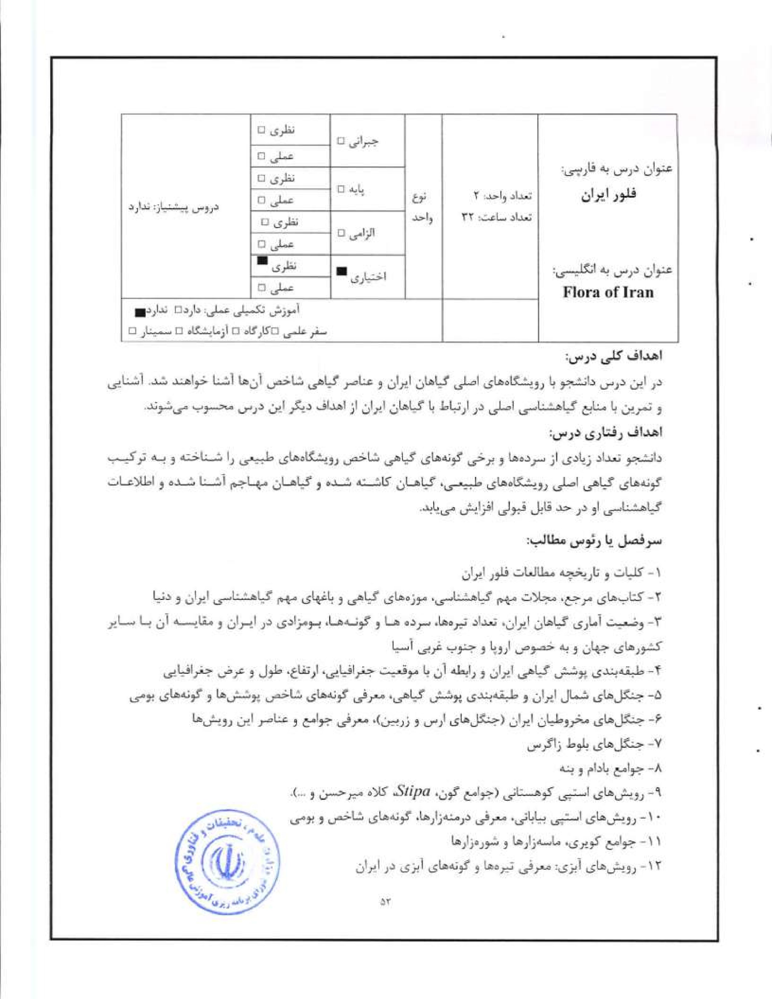 عنوان درس به فارسی:
فلور ایران
عنوان درس به انگلیسی:
Flora of Iran
تعداد واحد: ۲
تعداد ساعت: ۳۲
نوع
واحد
جبرانی □
نظری □
عملی □
پایه □
نظری □
عملی □
الزامی □
نظری □
عملی □
اختیاری ■
نظری ■
عملی □
دروس پیشنیاز: ندارد
آموزش تکمیلی عملی: دارد□ ندارد■
سفر علمی □کارگاه □ آزمایشگاه □ سمینار □
اهداف کلی درس:
در این درس دانشجو با رویشگاه‌های اصلی گیاهان ایران و عناصر گیاهی شاخص آن‌ها آشنا خواهند شد. آشنایی
و تمرین با منابع گیاهشناسی اصلی در ارتباط با گیاهان ایران از اهداف دیگر این درس محسوب می‌شوند.
اهداف رفتاری درس:
دانشجو تعداد زیادی از سرده‌ها و برخی گونه‌های گیاهی شاخص رویشگاه‌های طبیعی را شناخته و به ترکیب
گونه‌های گیاهی اصلی رویشگاه‌های طبیعی، گیاهان کاشته شده و گیاهان مهاجم آشنا شده و اطلاعات
گیاهشناسی او در حد قابل قبولی افزایش می‌یابد.
سرفصل یا رئوس مطالب:
۱- کلیات و تاریخچه مطالعات فلور ایران
۲- کتاب‌های مرجع، مجلات مهم گیاهشناسی، موزه‌های گیاهی و باغهای مهم گیاهشناسی ایران و دنیا
۳- وضعیت آماری گیاهان ایران، تعداد تیره‌ها، سرده ها و گونه‌ها، بومزادی در ایران و مقایسه آن با سایر
کشورهای جهان و به خصوص اروپا و جنوب غربی آسیا
۴- طبقه‌بندی پوشش گیاهی ایران و رابطه آن با موقعیت جغرافیایی، ارتفاع، طول و عرض جغرافیایی
۵- جنگل‌های شمال ایران و طبقه‌بندی پوشش گیاهی، معرفی گونه‌های شاخص پوشش‌ها و گونه‌های بومی
۶- جنگل‌های مخروطیان ایران (جنگل‌های ارس و زربین)، معرفی جوامع و عناصر این رویش‌ها
۷- جنگل‌های بلوط زاگرس
۸- جوامع بادام و بنه
۹- رویش‌های استپی کوهستانی (جوامع گون، Stipa، کلاه میرحسن و ...).
۱۰- رویش‌های استپی بیابانی، معرفی درمنه‌زارها، گونه‌های شاخص و بومی
۱۱- جوامع کویری، ماسه‌زارها و شوره‌زارها
۱۲- رویش‌های آبزی: معرفی تیره‌ها و گونه‌های آبزی در ایران
وزارت علوم، تحقیقات و فناوری
شورای برنامه ریزی آموزش عالی
۵۲